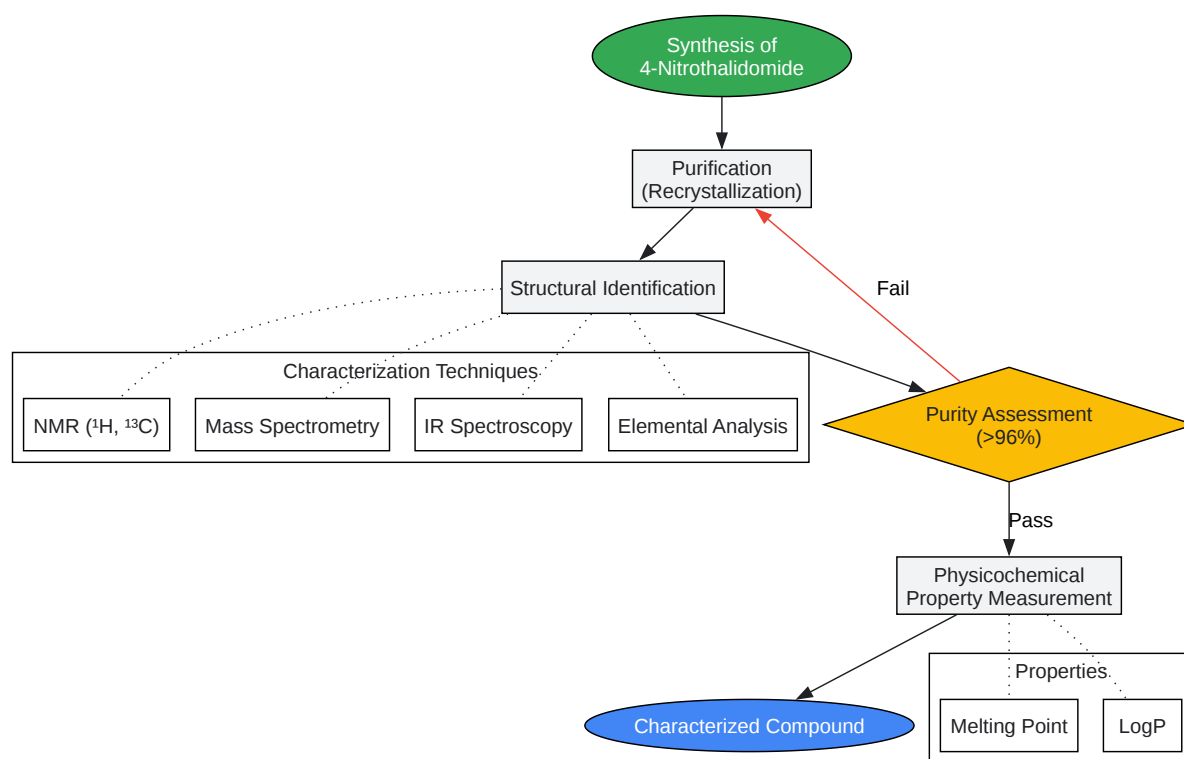 Synthesis of
4-Nitrothalidomide
Purification
(Recrystallization)
Structural Identification
Fail
Characterization Techniques
NMR (¹H, ¹³C)
Mass Spectrometry
IR Spectroscopy
Elemental Analysis
Purity Assessment
(>96%)
Pass
Physicochemical
Property Measurement
Properties
Characterized Compound
Melting Point
LogP